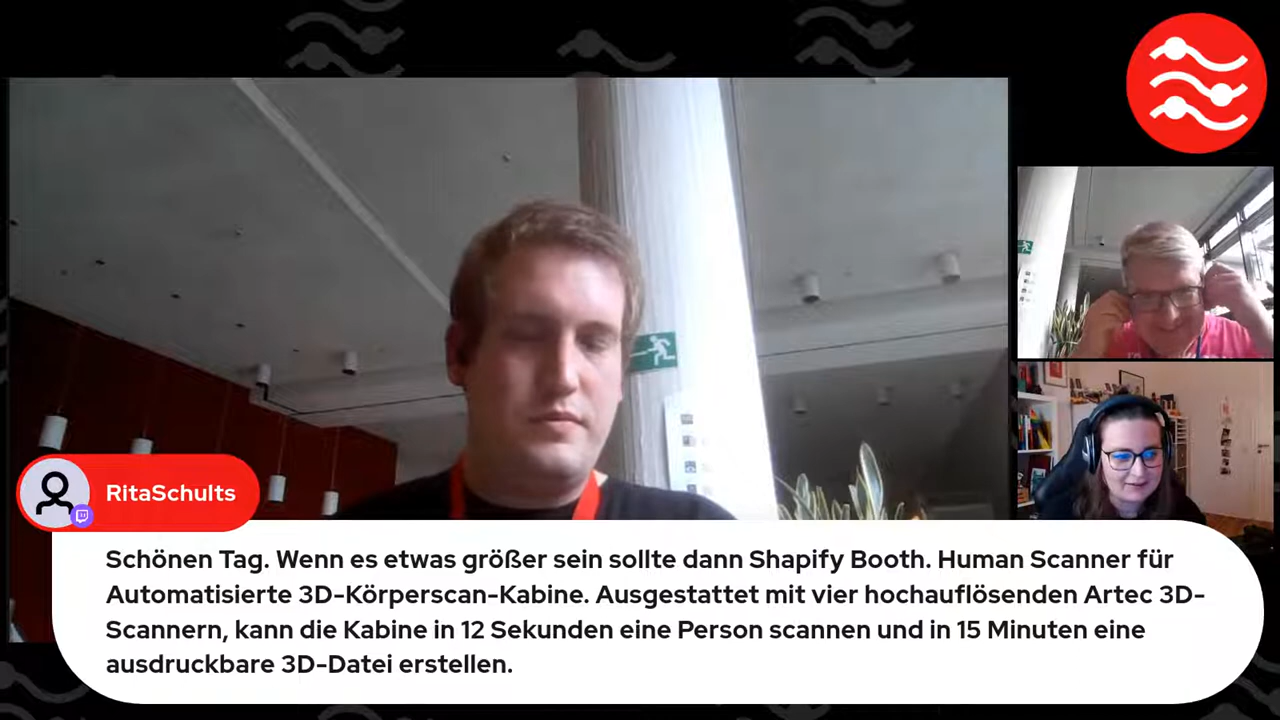 RitaSchults
Schönen Tag. Wenn es etwas größer sein sollte dann Shapify Booth. Human Scanner für
Automatisierte 3D-Körperscan-Kabine. Ausgestattet mit vier hochauflösenden Artec 3D-
Scannern, kann die Kabine in 12 Sekunden eine Person scannen und in 15 Minuten eine
ausdruckbare 3D-Datei erstellen.